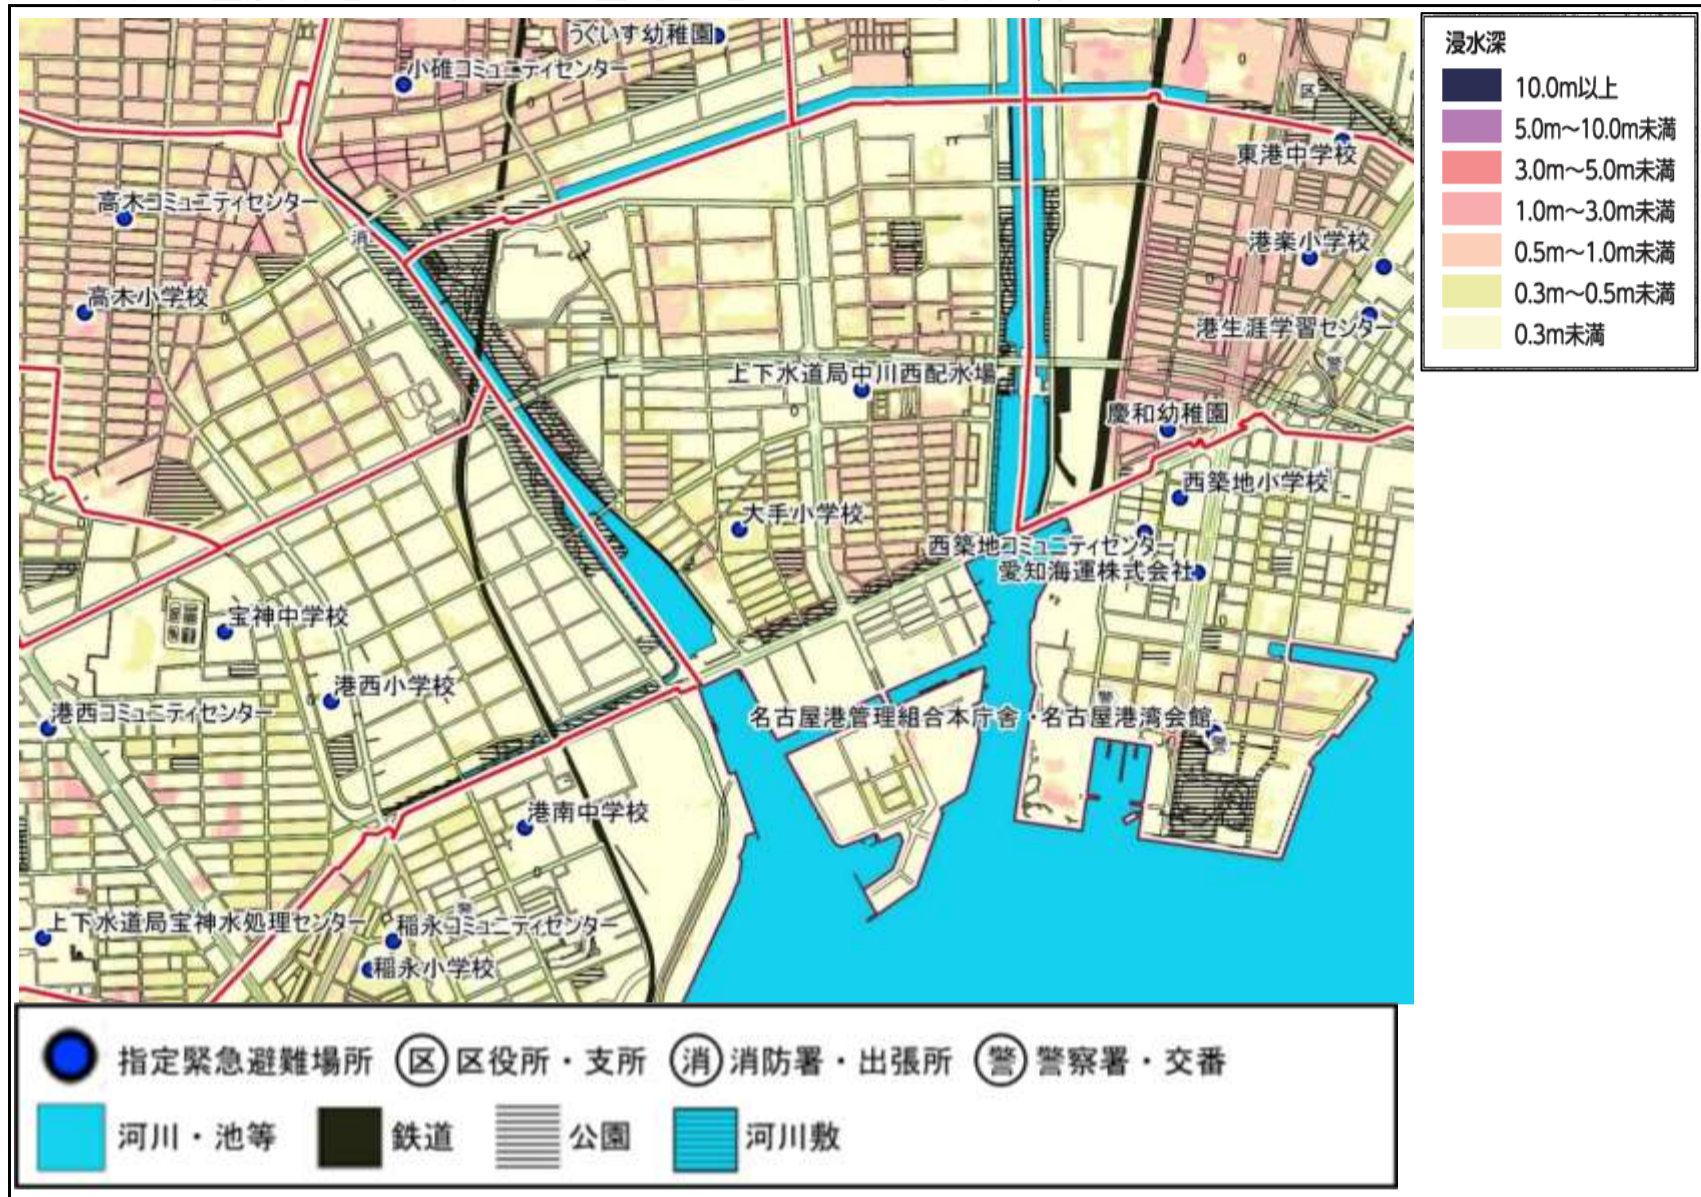 うぐいす幼稚園
小碓コミュニティセンター
区
東港中学校
高木コミュニティセンター
消
港楽小学校
高木小学校
港生涯学習センター
警
上下水道局中川西配水場
慶和幼稚園
西築地小学校
大手小学校
西築地コミュニティセンター
愛知海運株式会社
宝神中学校
港西小学校
港西コミュニティセンター
警
名古屋港管理組合本庁舎・名古屋港湾会館
警
港南中学校
警
上下水道局宝神水処理センター
稲永コミュニティセンター
稲永小学校
浸水深
10.0m以上
5.0m～10.0m未満
3.0m～5.0m未満
1.0m～3.0m未満
0.5m～1.0m未満
0.3m～0.5m未満
0.3m未満
指定緊急避難場所 区 区役所・支所 消 消防署・出張所 警 警察署・交番
河川・池等 鉄道 公園 河川敷